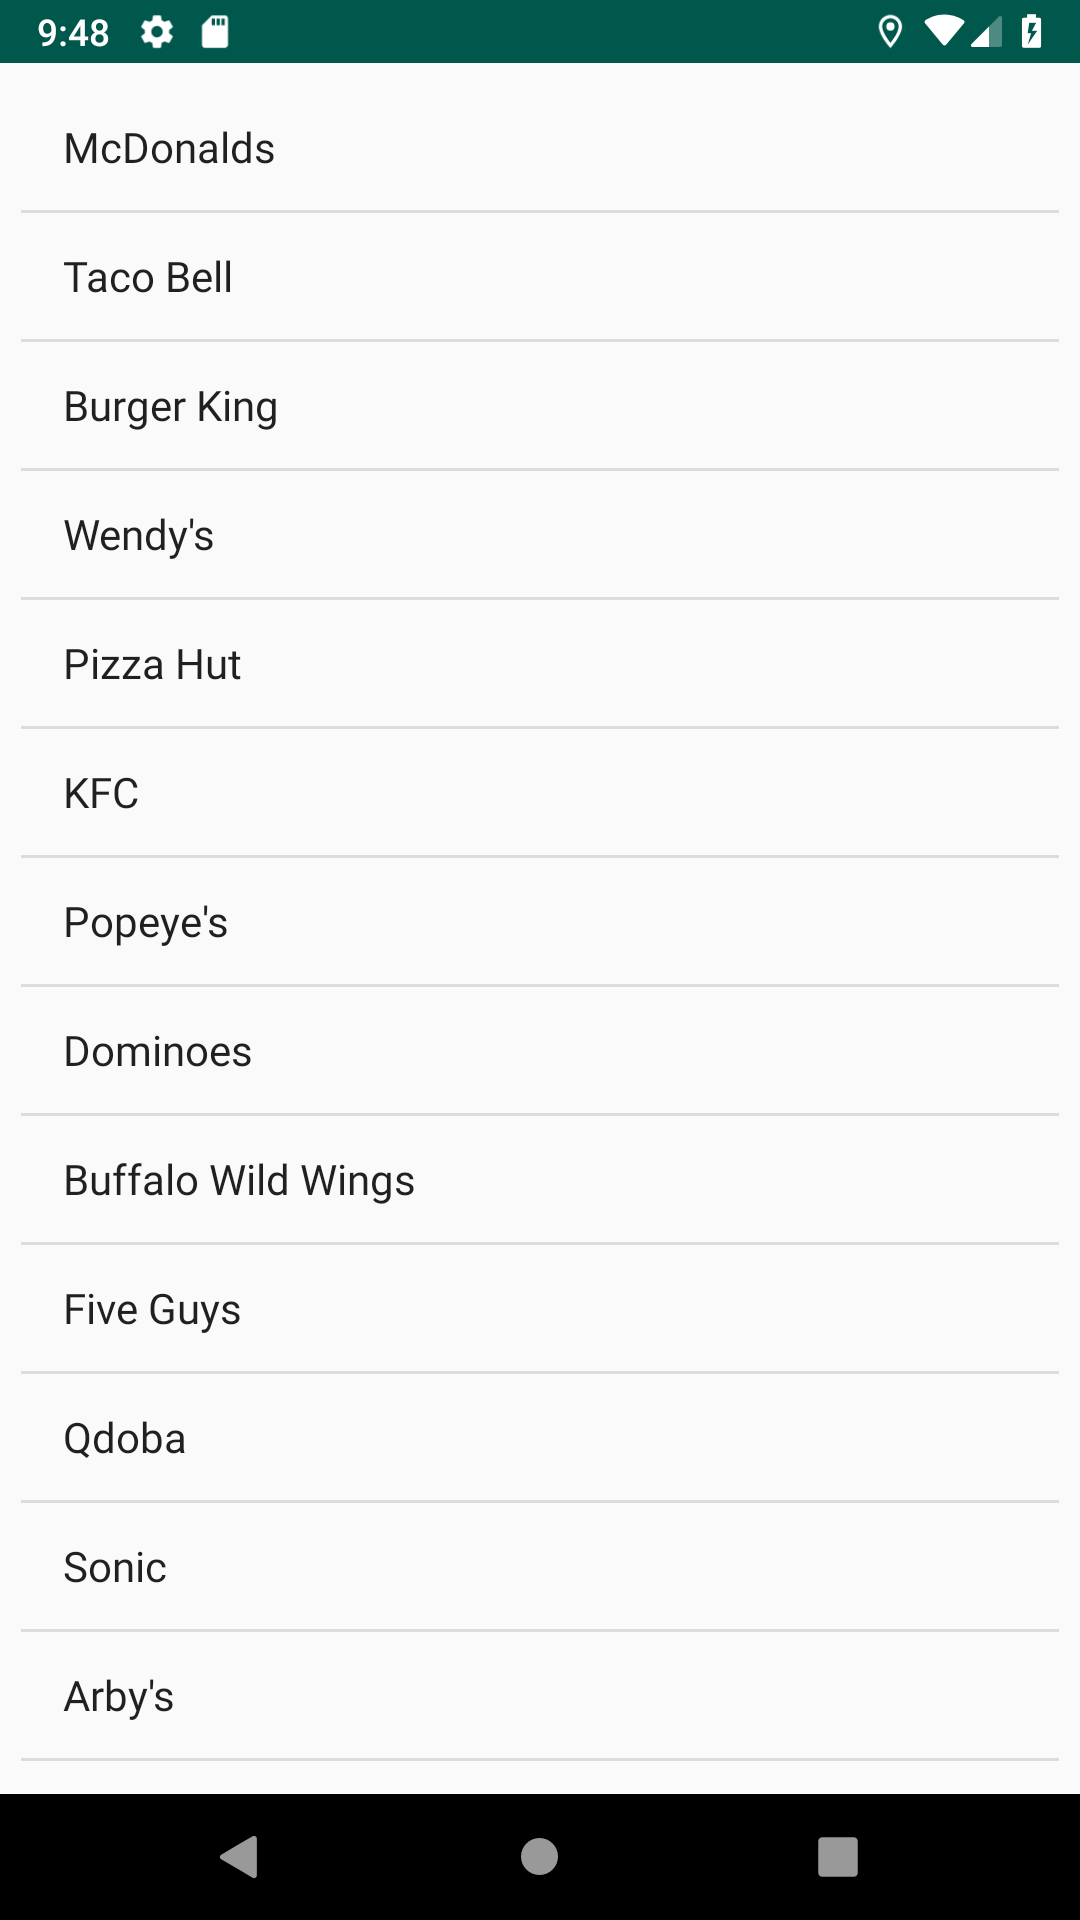 9:48
McDonalds
Taco Bell
Burger King
Wendy's
Pizza Hut
KFC
Popeye's
Dominoes
Buffalo Wild Wings
Five Guys
Qdoba
Sonic
Arby's